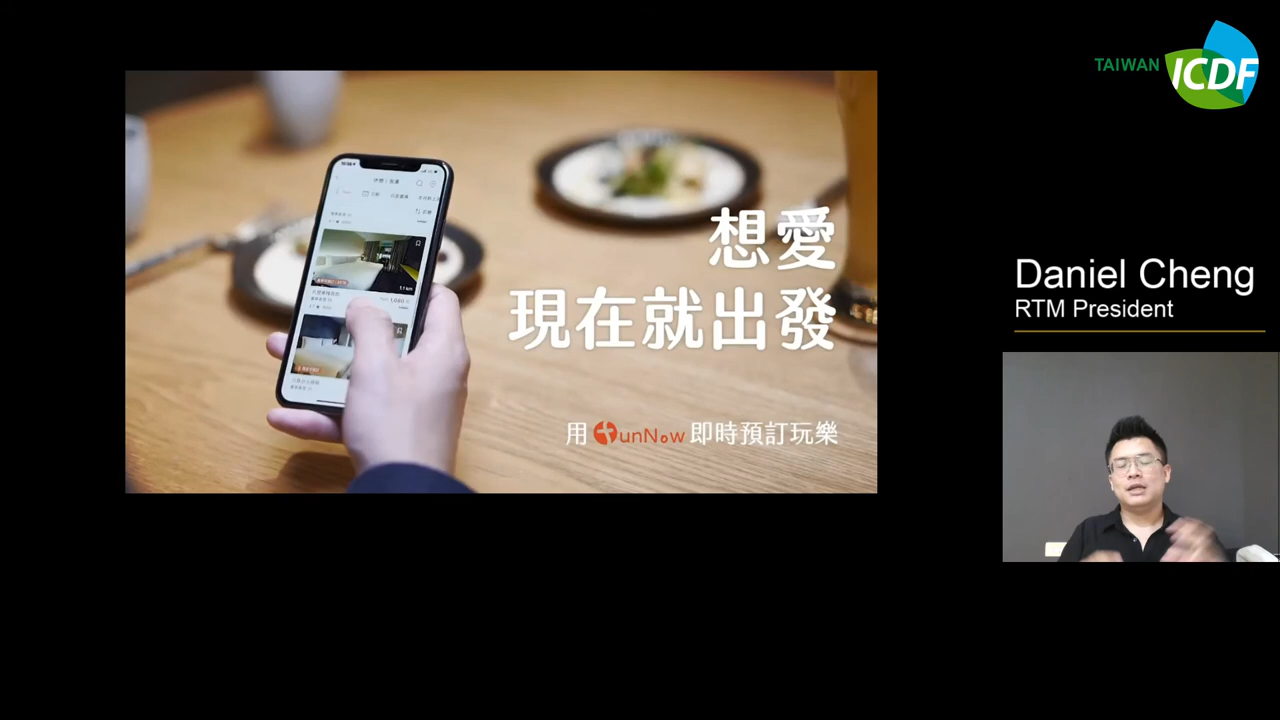 TAIWAN ICDF
想愛
現在就出發
用 FunNow 即時預訂玩樂
Daniel Cheng
RTM President